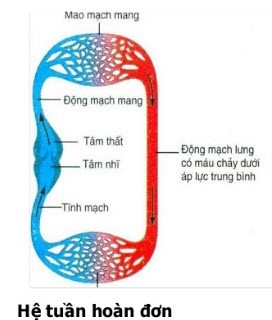 Mao mạch mang
Động mạch mang
Tâm thất
Tâm nhĩ
Động mạch lưng
có máu chảy dưới
áp lực trung bình
Tĩnh mạch
Hệ tuần hoàn đơn